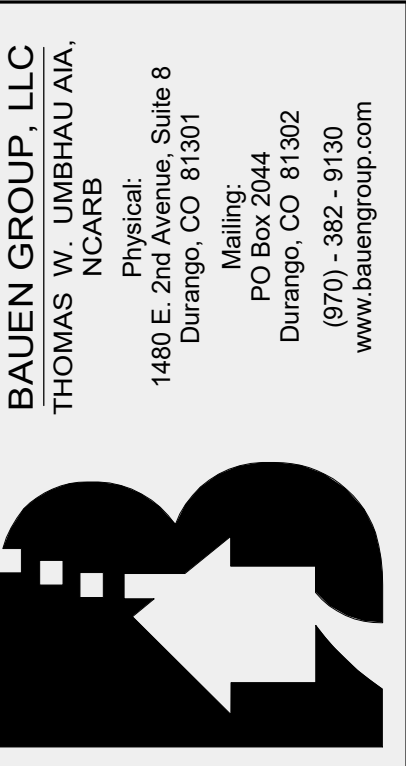 BAUEN GROUP, LLC
THOMAS W. UMBHAU AIA,
NCARB
Physical:
1480 E. 2nd Avenue, Suite 8
Durango, CO 81301
Mailing:
PO Box 2044
Durango, CO 81302
(970) - 382 - 9130
www.bauengroup.com